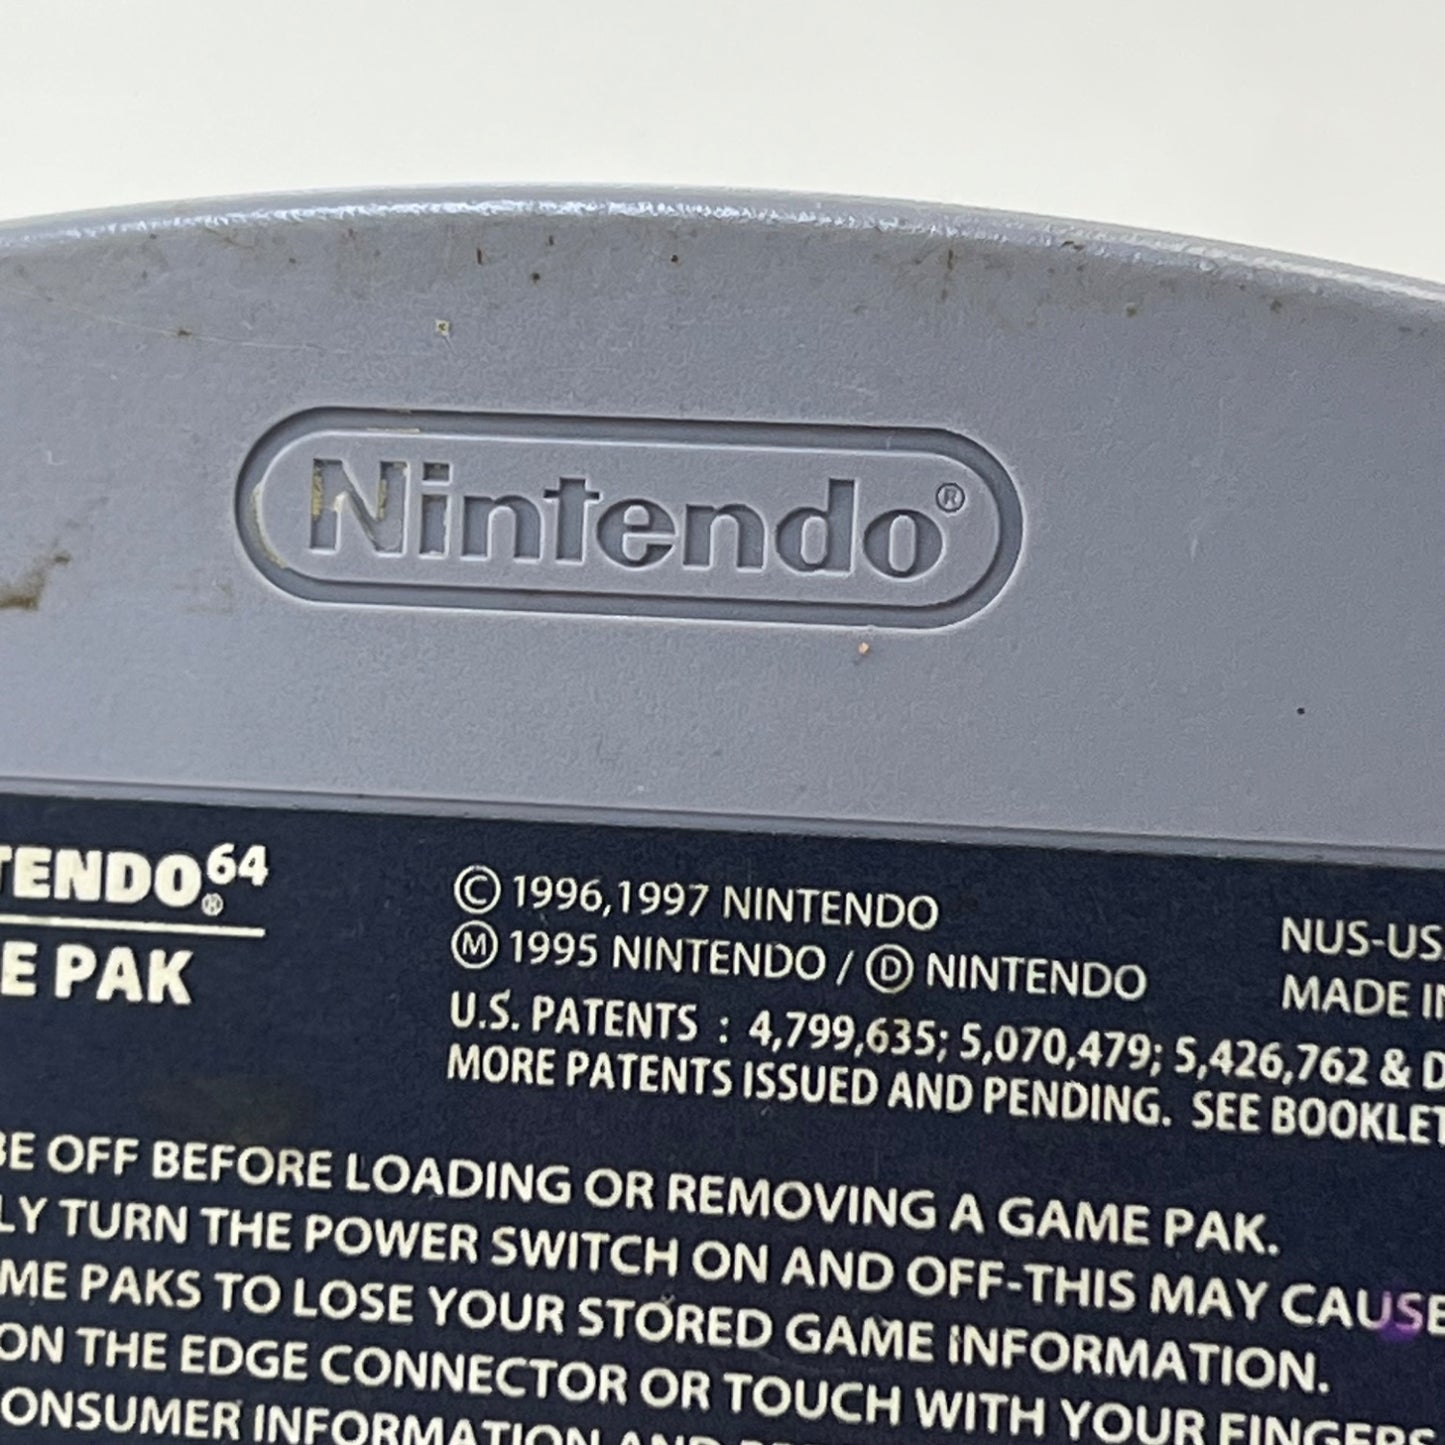 Nintendo®
TENDO®64
E PAK
© 1996,1997 NINTENDO
Ⓜ 1995 NINTENDO / Ⓓ NINTENDO
U.S. PATENTS : 4,799,635; 5,070,479; 5,426,762 & D
MORE PATENTS ISSUED AND PENDING. SEE BOOKLET
NUS-US
MADE IN
BE OFF BEFORE LOADING OR REMOVING A GAME PAK.
LY TURN THE POWER SWITCH ON AND OFF-THIS MAY CAUSE
ME PAKS TO LOSE YOUR STORED GAME INFORMATION.
ON THE EDGE CONNECTOR OR TOUCH WITH YOUR FINGERS
ONSUMER INFORMATION AND